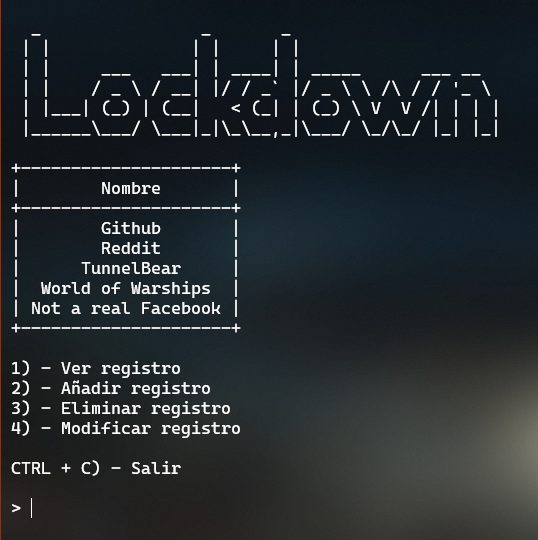 Lockdown
Nombre
Github
Reddit
TunnelBear
World of Warships
Not a real Facebook
1) - Ver registro
2) - Añadir registro
3) - Eliminar registro
4) - Modificar registro
CTRL + C) - Salir
>